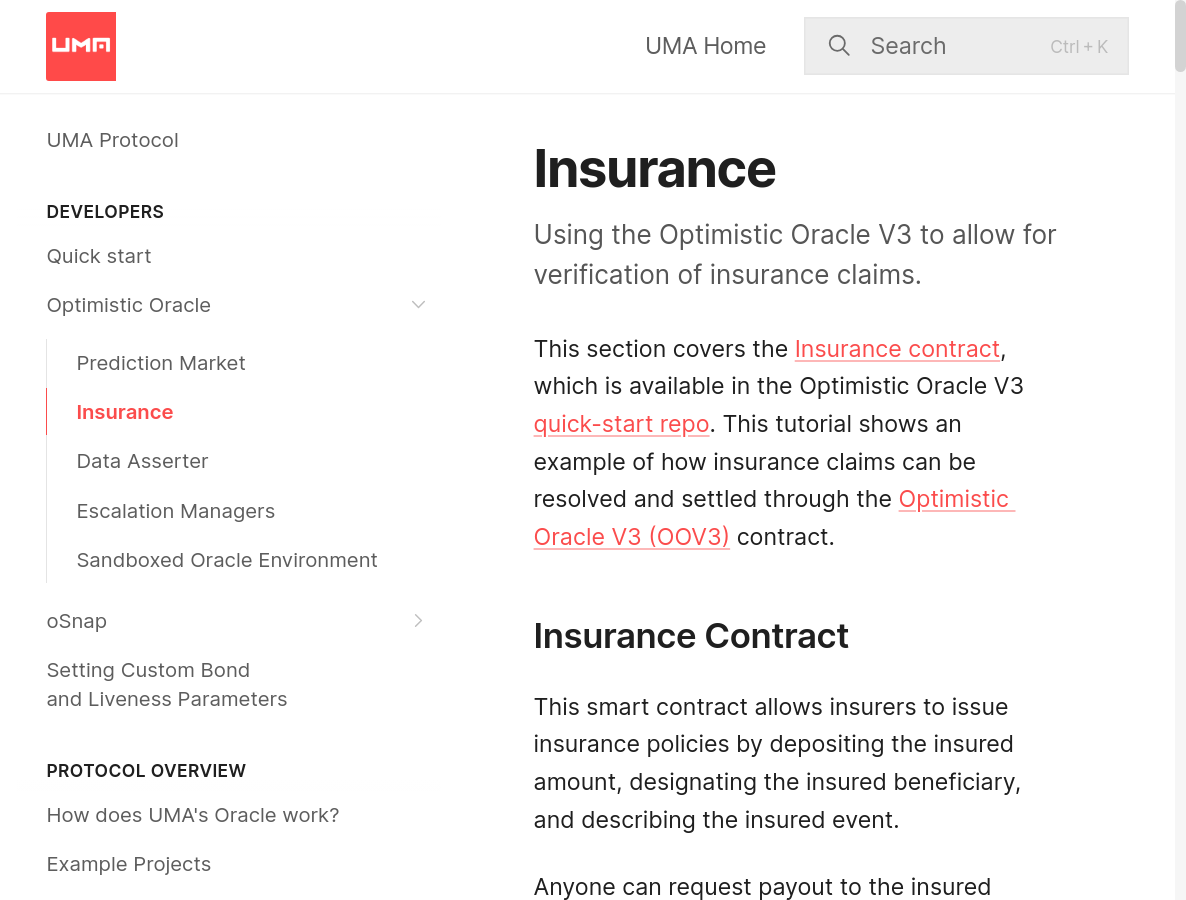 UMA
UMA Home
Search
Ctrl + K
UMA Protocol
DEVELOPERS
Quick start
Optimistic Oracle
Prediction Market
Insurance
Data Asserter
Escalation Managers
Sandboxed Oracle Environment
oSnap
Setting Custom Bond
and Liveness Parameters
PROTOCOL OVERVIEW
How does UMA's Oracle work?
Example Projects
Insurance
Using the Optimistic Oracle V3 to allow for
verification of insurance claims.
This section covers the Insurance contract,
which is available in the Optimistic Oracle V3
quick-start repo. This tutorial shows an
example of how insurance claims can be
resolved and settled through the Optimistic
Oracle V3 (OOV3) contract.
Insurance Contract
This smart contract allows insurers to issue
insurance policies by depositing the insured
amount, designating the insured beneficiary,
and describing the insured event.
Anyone can request payout to the insured